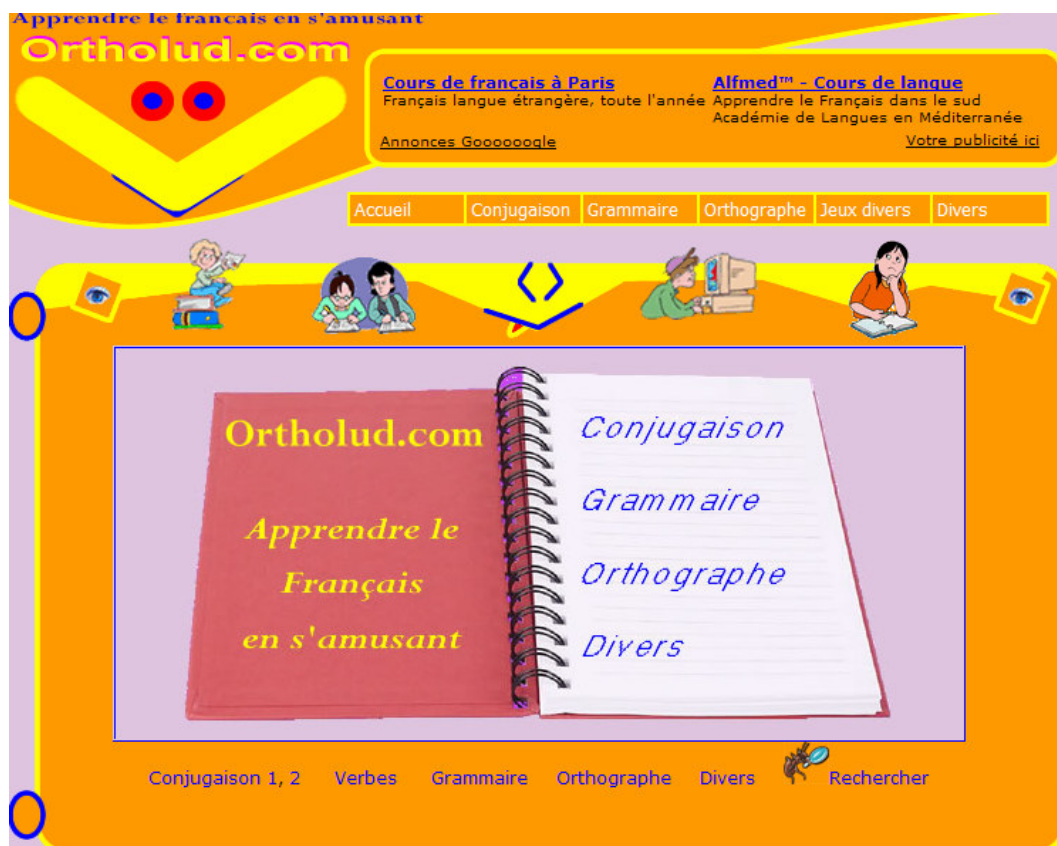 Apprendre le francais en s'amusant
Ortholud.com
Cours de français à Paris
Français langue étrangère, toute l'année
Alfmed™ - Cours de langue
Apprendre le Français dans le sud
Académie de Langues en Méditerranée
Annonces Goooooogle
Votre publicité ici
Accueil Conjugaison Grammaire Orthographe Jeux divers Divers
Ortholud.com
Apprendre le
Français
en s'amusant
Conjugaison
Grammaire
Orthographe
Divers
Conjugaison 1, 2 Verbes Grammaire Orthographe Divers Rechercher